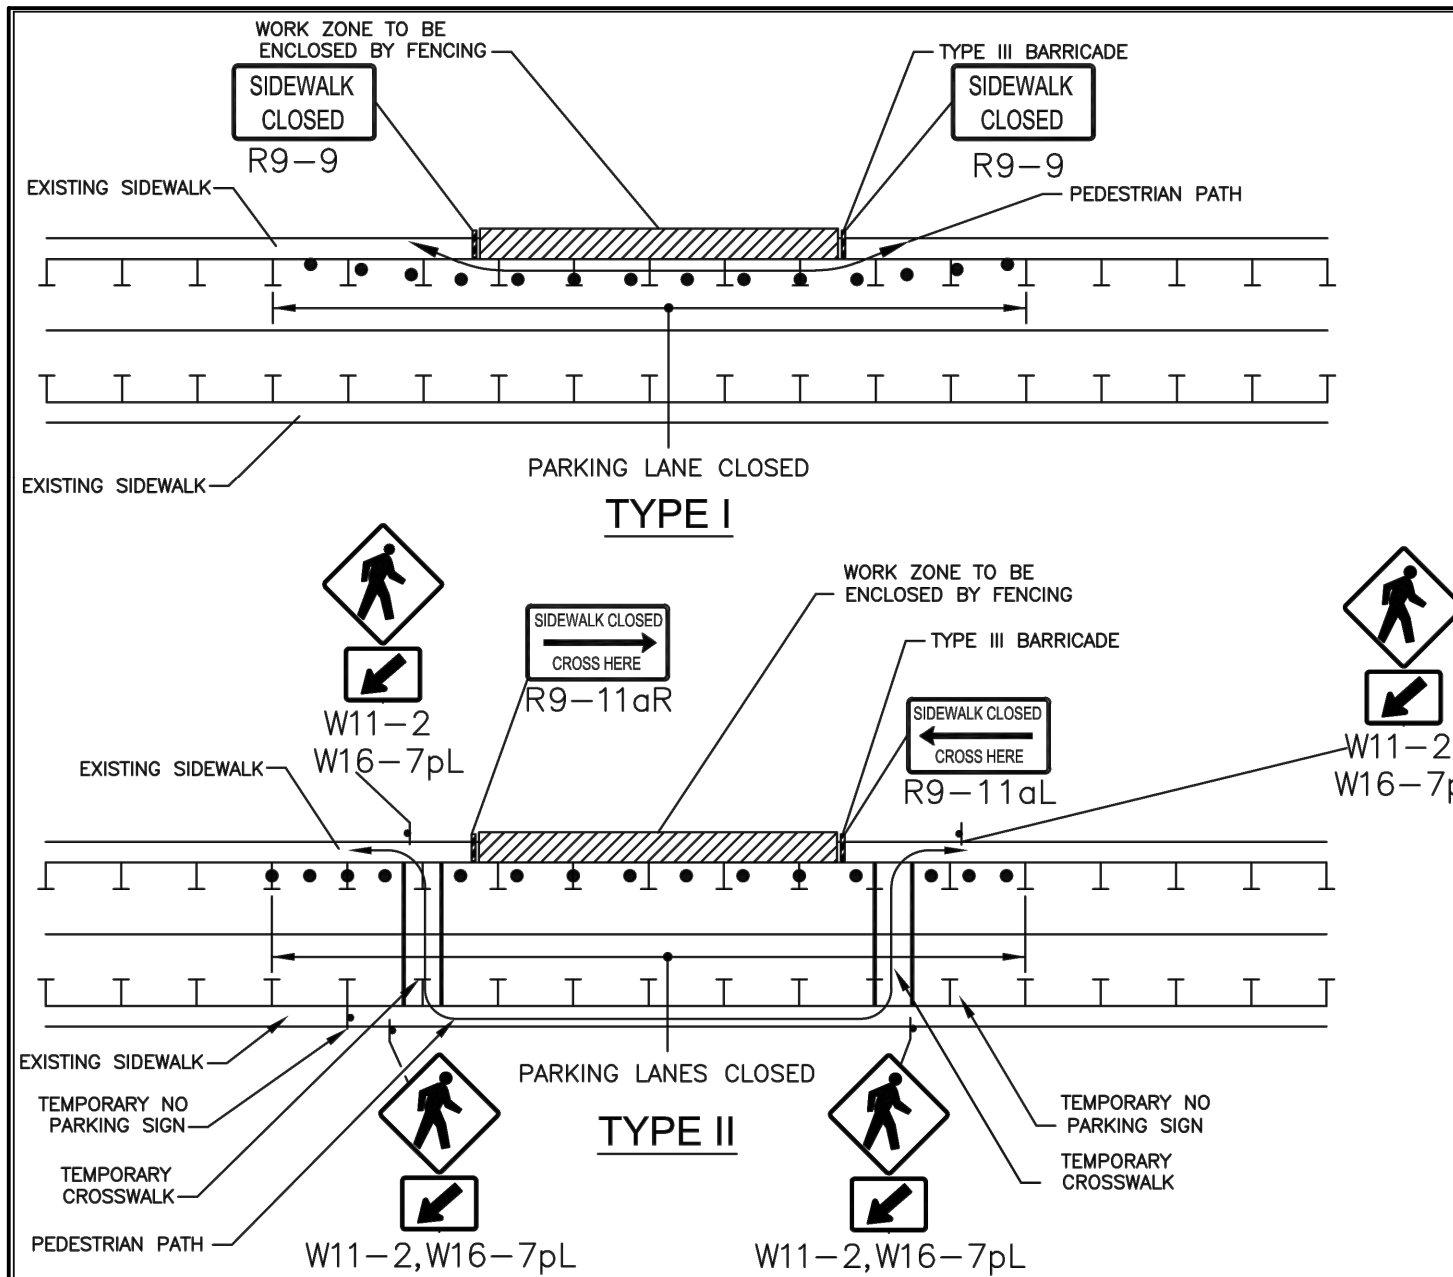 WORK ZONE TO BE
ENCLOSED BY FENCING
TYPE III BARRICADE
SIDEWALK
CLOSED
R9-9
SIDEWALK
CLOSED
R9-9
EXISTING SIDEWALK
PEDESTRIAN PATH
EXISTING SIDEWALK
PARKING LANE CLOSED
TYPE I
WORK ZONE TO BE
ENCLOSED BY FENCING
SIDEWALK CLOSED
CROSS HERE
R9-11aR
TYPE III BARRICADE
SIDEWALK CLOSED
CROSS HERE
R9-11aL
W11-2
W16-7pL
W11-2
W16-7p
EXISTING SIDEWALK
EXISTING SIDEWALK
PARKING LANES CLOSED
TYPE II
TEMPORARY NO
PARKING SIGN
TEMPORARY NO
PARKING SIGN
TEMPORARY
CROSSWALK
TEMPORARY
CROSSWALK
PEDESTRIAN PATH
W11-2,W16-7pL
W11-2,W16-7pL